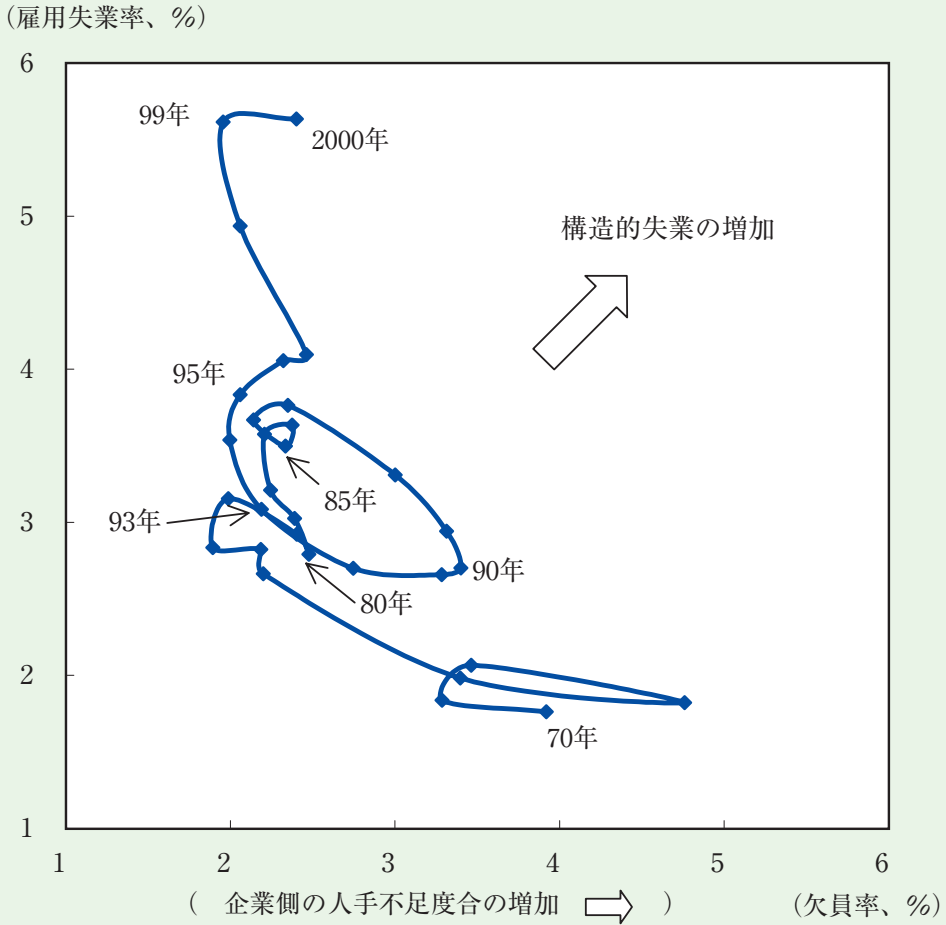 （雇用失業率、％）
6
99年
2000年
5
構造的失業の増加
4
95年
85年
3
93年
90年
80年
2
70年
1
1 2 3 4 5 6
（ 企業側の人手不足度合の増加 ） （欠員率、％）